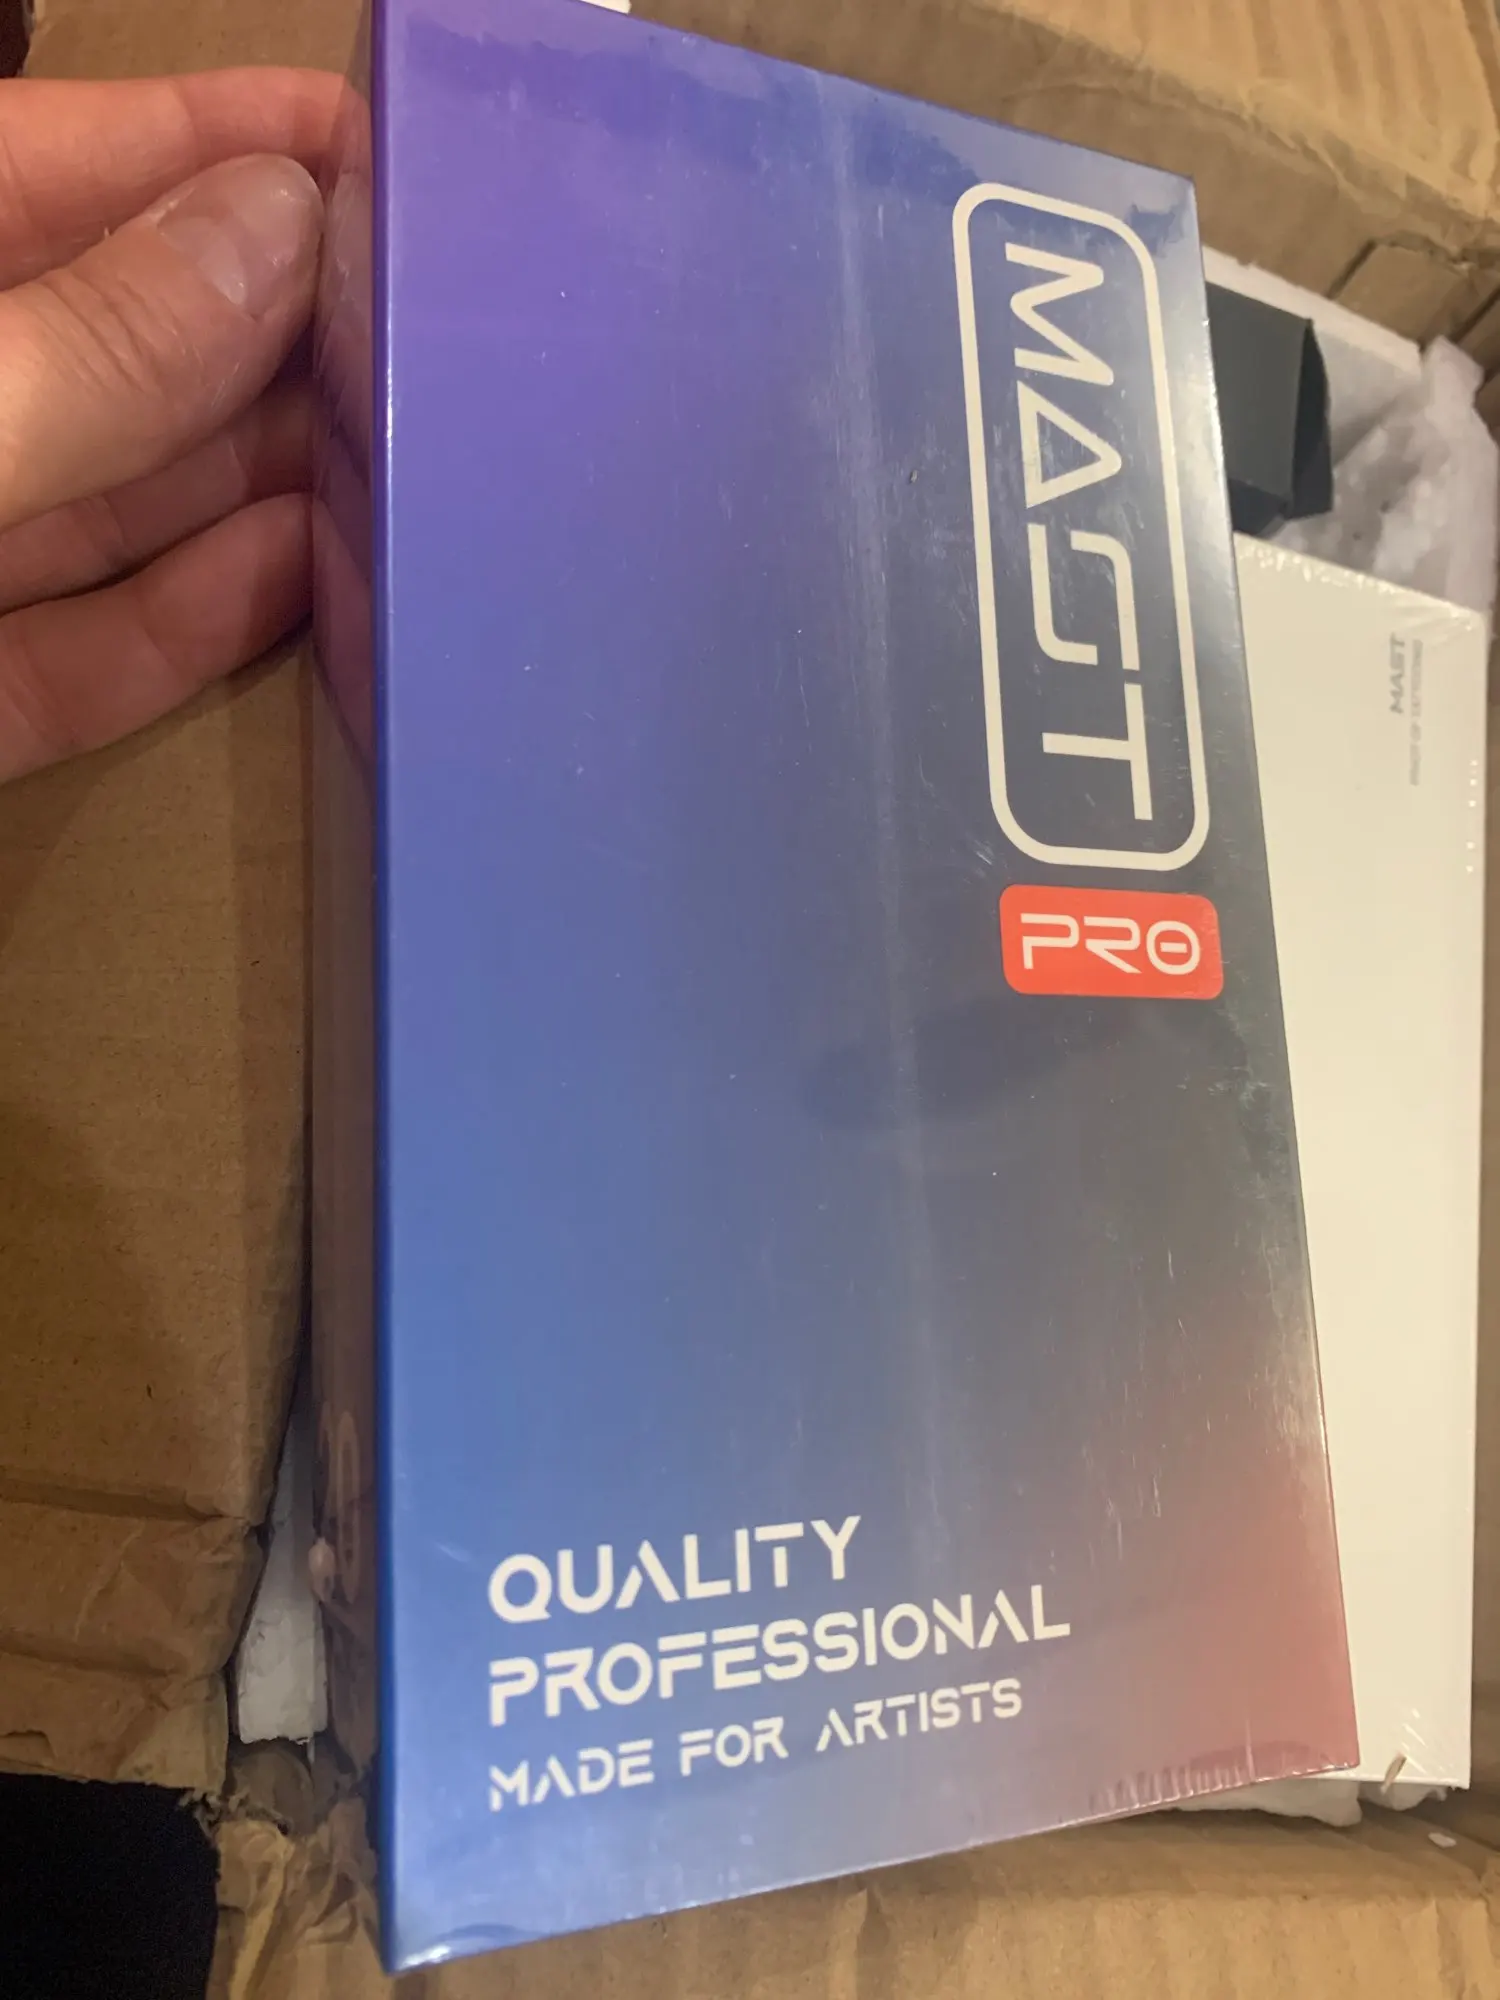 MAST
PRO
QUALITY
PROFESSIONAL
MADE FOR ARTISTS
MAST